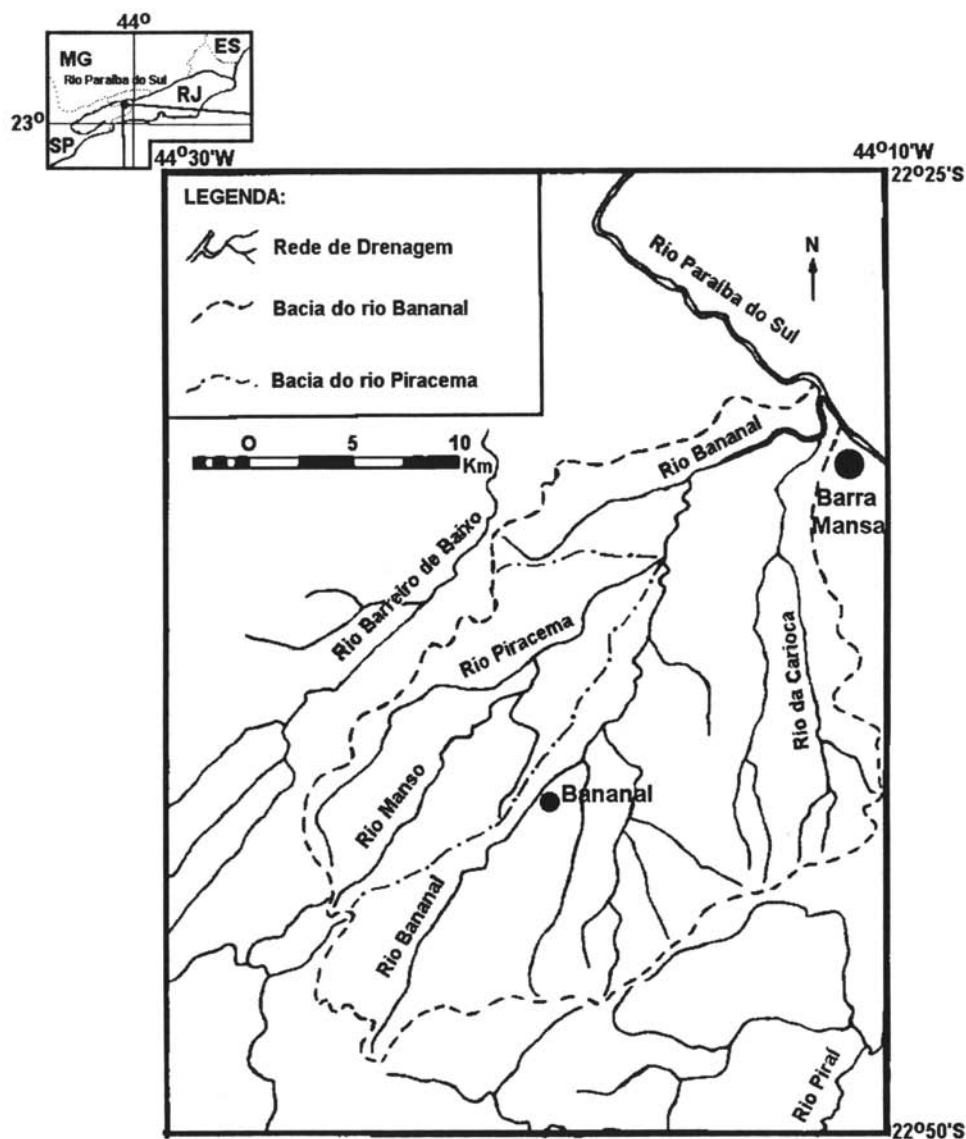 44º
MG
ES
Rio Paraíba do Sul
RJ
23º
SP
44º30'W
44º10'W
22º25'S
LEGENDA:
Rede de Drenagem
Bacia do rio Bananal
Bacia do rio Piracema
N
Rio Paraíba do Sul
O 5 10
Km
Rio Bananal
Barra
Mansa
Rio Barreiro de Baixo
Rio Piracema
Rio da Carioca
Rio Manso
Bananal
Rio Bananal
Rio Piraí
22º50'S